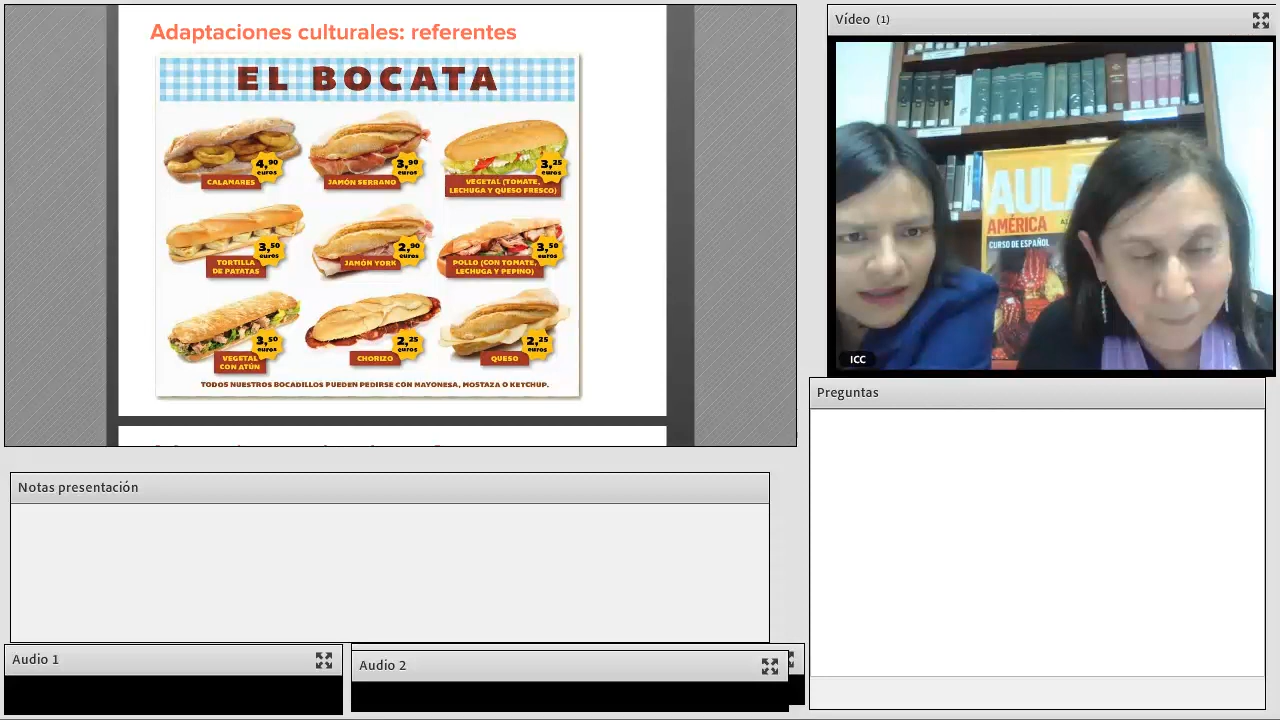 Adaptaciones culturales: referentes
EL BOCATA
4,90
euros
CALAMARES
3,90
euros
JAMÓN SERRANO
3,25
euros
VEGETAL (TOMATE,
LECHUGA Y QUESO FRESCO)
3,50
euros
TORTILLA
DE PATATAS
2,90
euros
JAMÓN YORK
3,50
euros
POLLO (CON TOMATE,
LECHUGA Y PEPINO)
3,50
euros
VEGETAL
CON ATÚN
2,25
euros
CHORIZO
2,25
euros
QUESO
TODOS NUESTROS BOCADILLOS PUEDEN PEDIRSE CON MAYONESA, MOSTAZA O KETCHUP.
Vídeo (1)
AULA
AMÉRICA
CURSO DE ESPAÑOL
ICC
Preguntas
Notas presentación
Audio 1
Audio 2